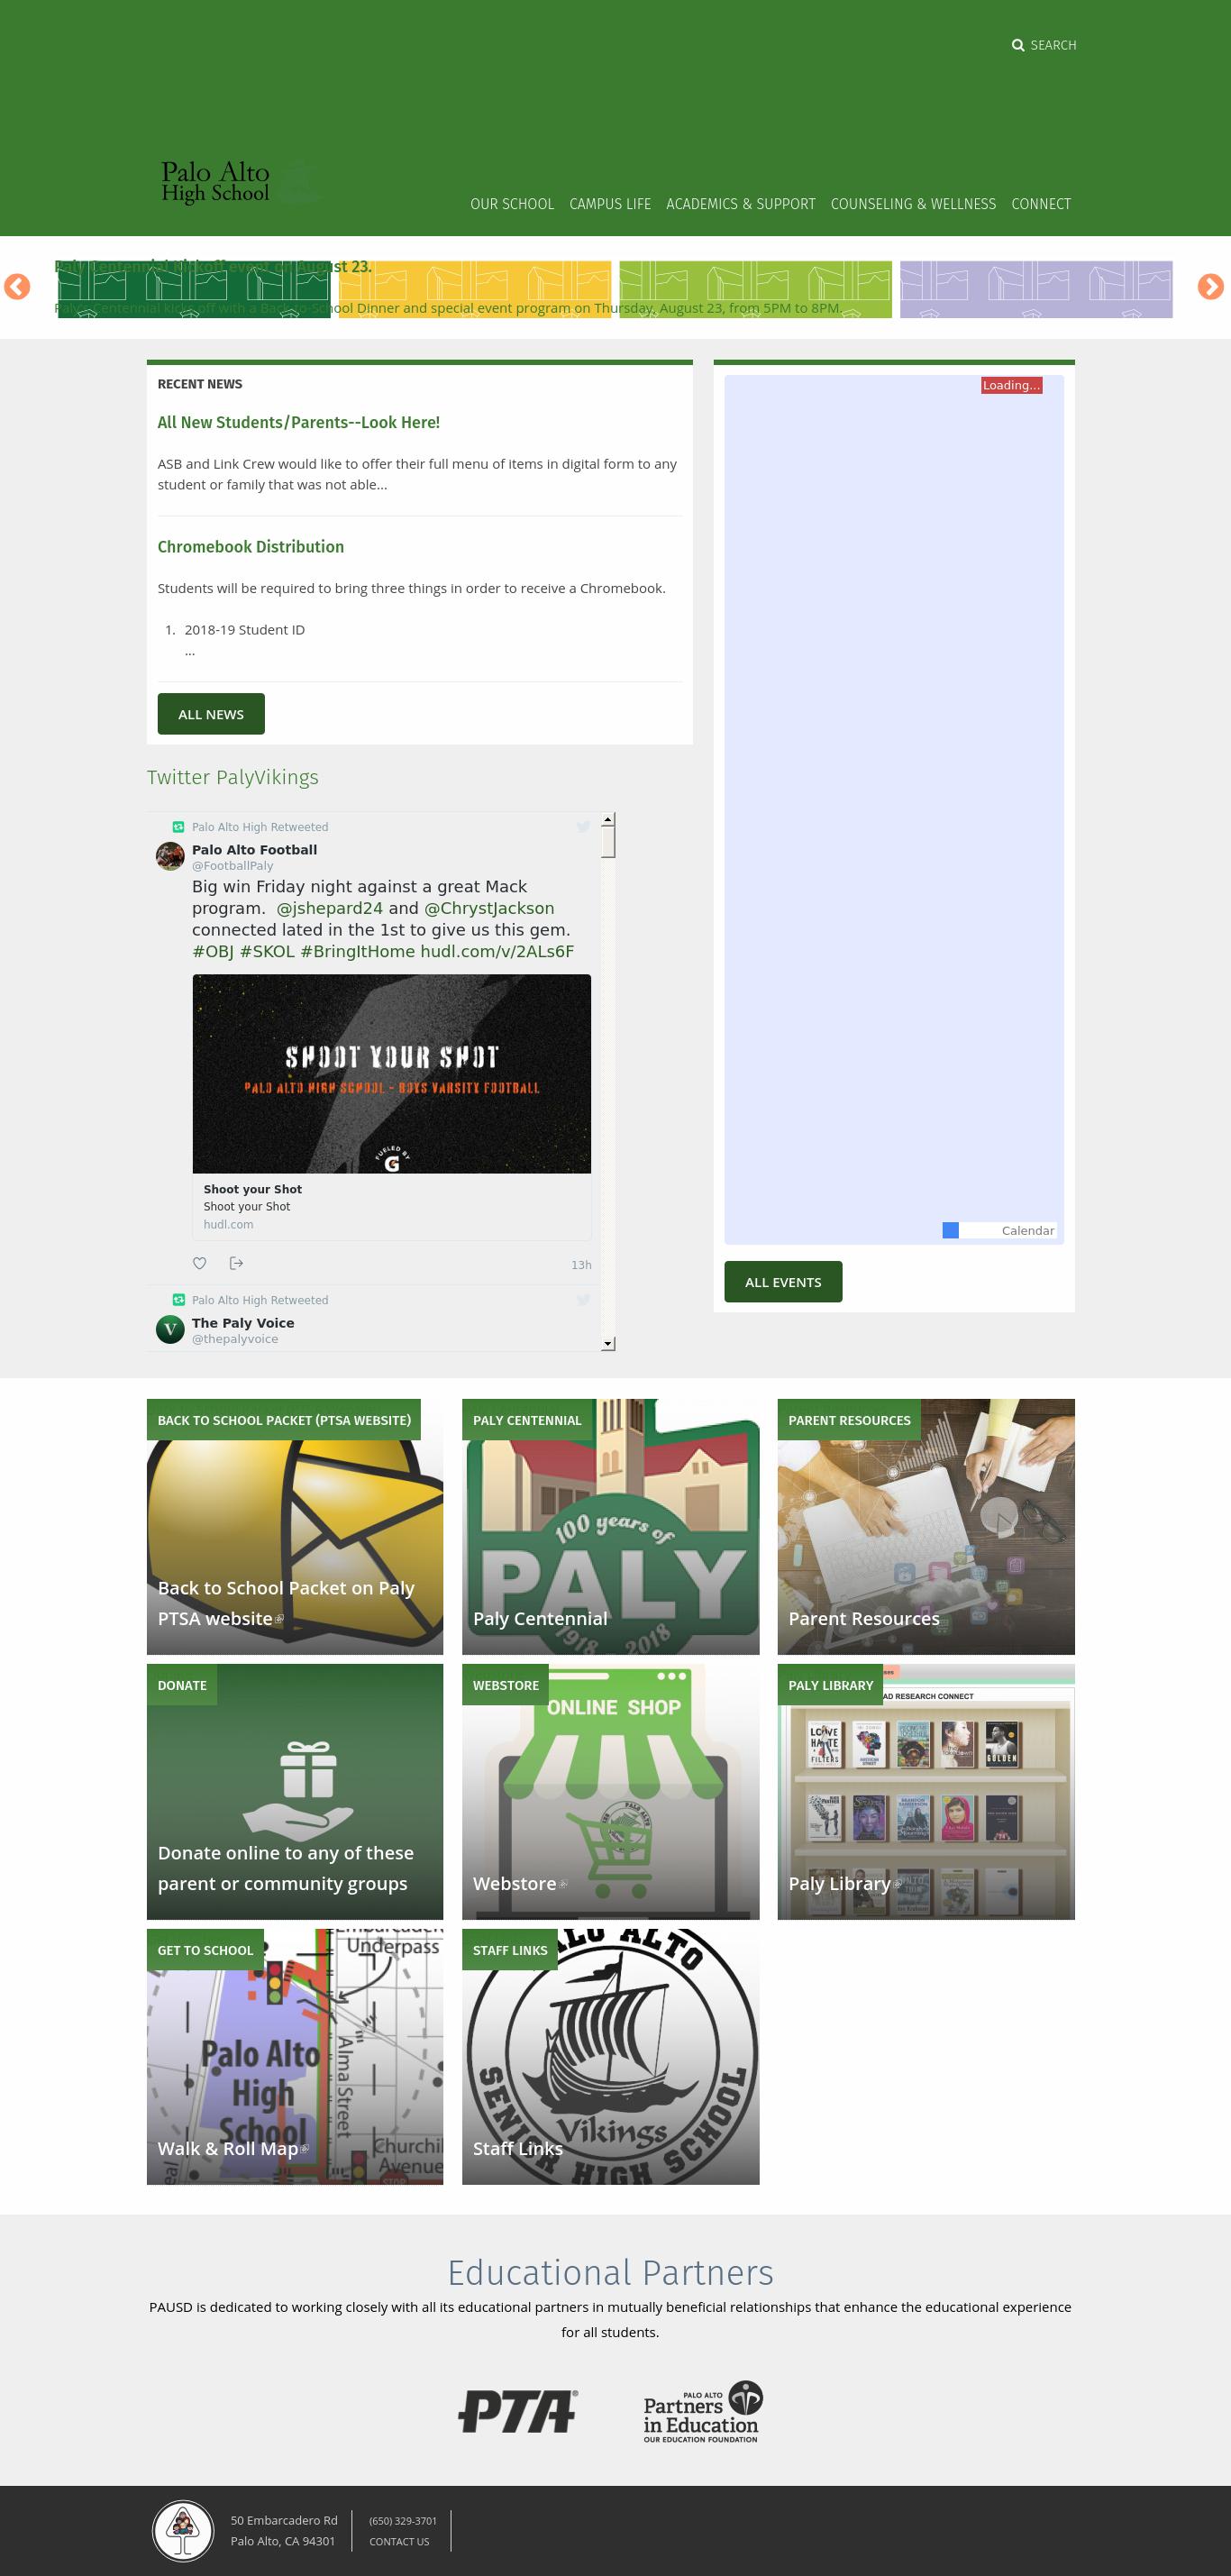 SEARCH
Palo Alto
High School
OUR SCHOOL CAMPUS LIFE ACADEMICS & SUPPORT COUNSELING & WELLNESS CONNECT
Paly Centennial Kickoff event on August 23.
Paly's Centennial kicks off with a Back-to-School Dinner and special event program on Thursday, August 23, from 5PM to 8PM.
RECENT NEWS
All New Students/Parents--Look Here!
ASB and Link Crew would like to offer their full menu of items in digital form to any
student or family that was not able...
Chromebook Distribution
Students will be required to bring three things in order to receive a Chromebook.
1. 2018-19 Student ID
...
ALL NEWS
Loading...
Calendar
ALL EVENTS
Twitter PalyVikings
Palo Alto High Retweeted
Palo Alto Football
@FootballPaly
Big win Friday night against a great Mack
program. @jshepard24 and @ChrystJackson
connected lated in the 1st to give us this gem.
#OBJ #SKOL #BringItHome hudl.com/v/2ALs6F
SHOOT YOUR SHOT
PALO ALTO HIGH SCHOOL - BOYS VARSITY FOOTBALL
FUELED BY
G
Shoot your Shot
Shoot your Shot
hudl.com
13h
Palo Alto High Retweeted
V
The Paly Voice
@thepalyvoice
BACK TO SCHOOL PACKET (PTSA WEBSITE)
Back to School Packet on Paly
PTSA website
PALY CENTENNIAL
100 years of
PALY
1918 - 2018
Paly Centennial
PARENT RESOURCES
Parent Resources
DONATE
Donate online to any of these
parent or community groups
WEBSTORE
ONLINE SHOP
PALO ALTO
Webstore
PALY LIBRARY
AD RESEARCH CONNECT
LOVE
HATE
FILTERS
GOLDEN
Paly Library
GET TO SCHOOL
Embarcadero
Underpass
Palo Alto
High
School
Alma Street
Churchil
Avenue
STOP
Walk & Roll Map
STAFF LINKS
PALO ALTO
Vikings
SENIOR HIGH SCHOOL
Staff Links
Educational Partners
PAUSD is dedicated to working closely with all its educational partners in mutually beneficial relationships that enhance the educational experience
for all students.
PTA®
PALO ALTO
Partners
in Education
OUR EDUCATION FOUNDATION
50 Embarcadero Rd
Palo Alto, CA 94301
(650) 329-3701
CONTACT US